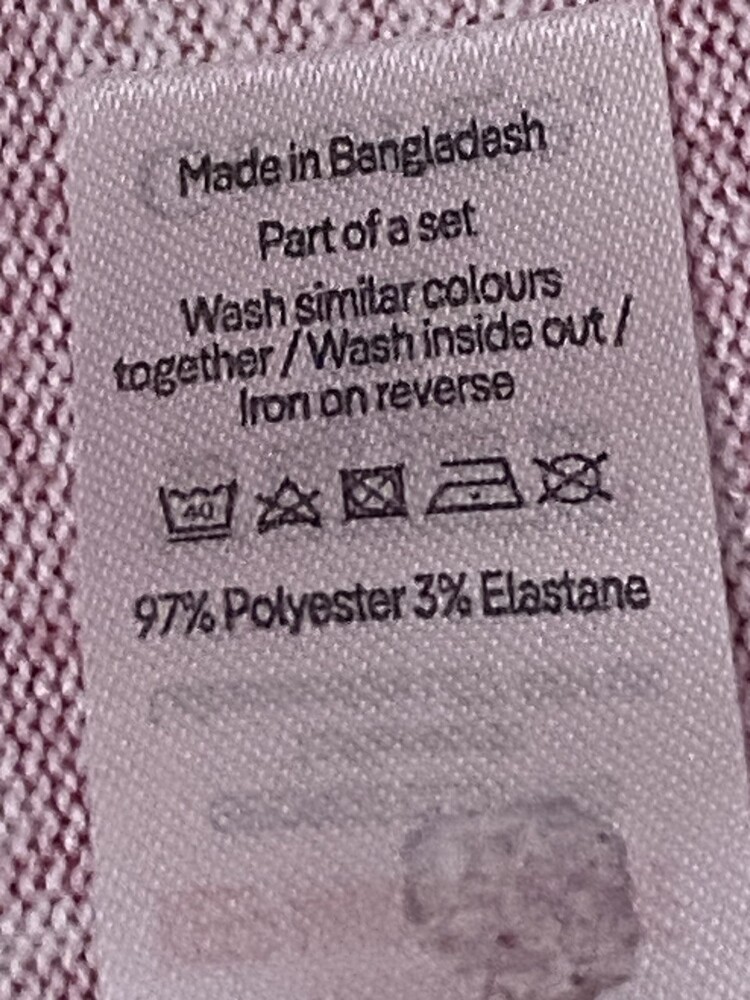 Made in Bangladesh
Part of a set
Wash similar colours
together / Wash inside out /
Iron on reverse
40
97% Polyester 3% Elastane